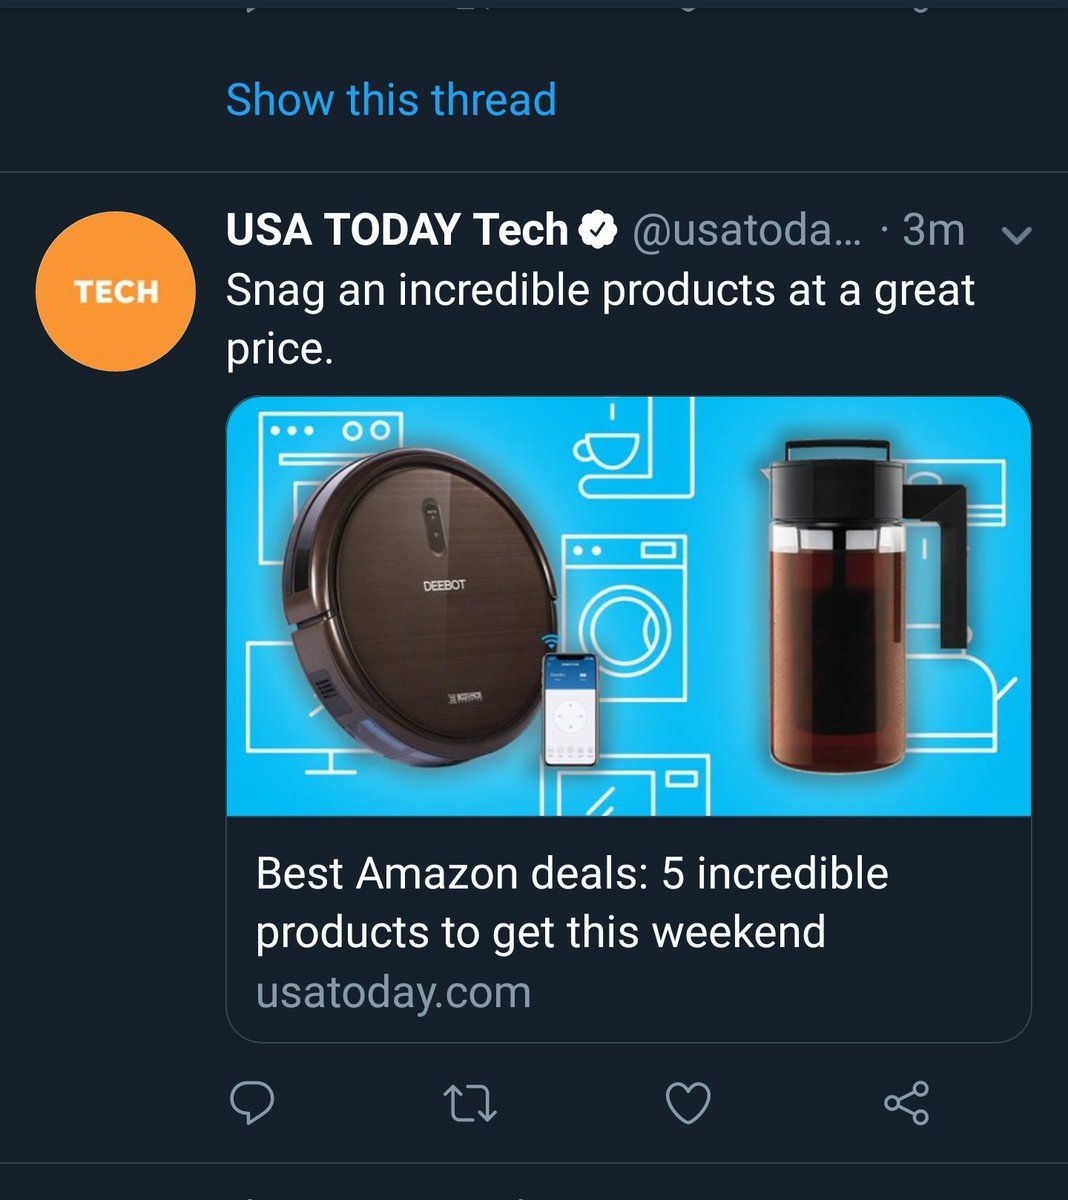 Show this thread
USA TODAY Tech @usatoda... · 3m
TECH
Snag an incredible products at a great
price.
DEEBOT
Best Amazon deals: 5 incredible
products to get this weekend
usatoday.com